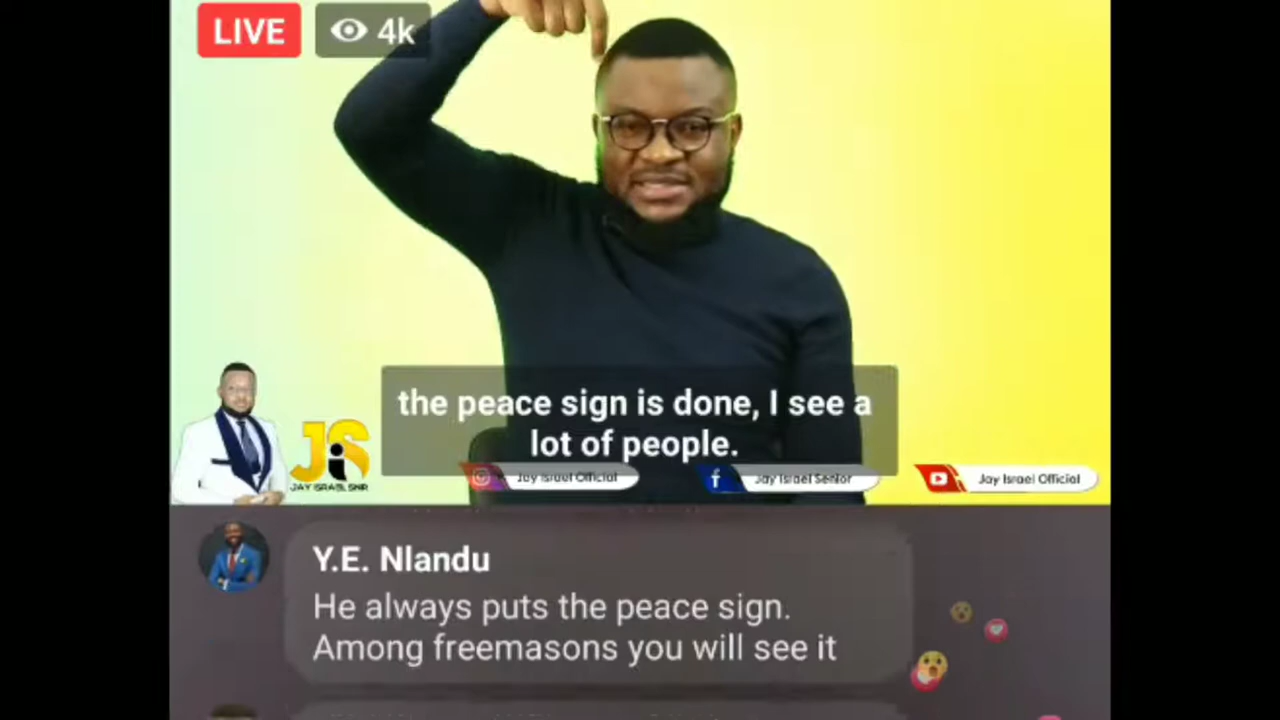 LIVE
4k
the peace sign is done, I see a
lot of people.
JS
JAY ISRAEL SNR
Jay Israel Official
Jay Israel Senior
Jay Israel Official
Y.E. Nlandu
He always puts the peace sign.
Among freemasons you will see it